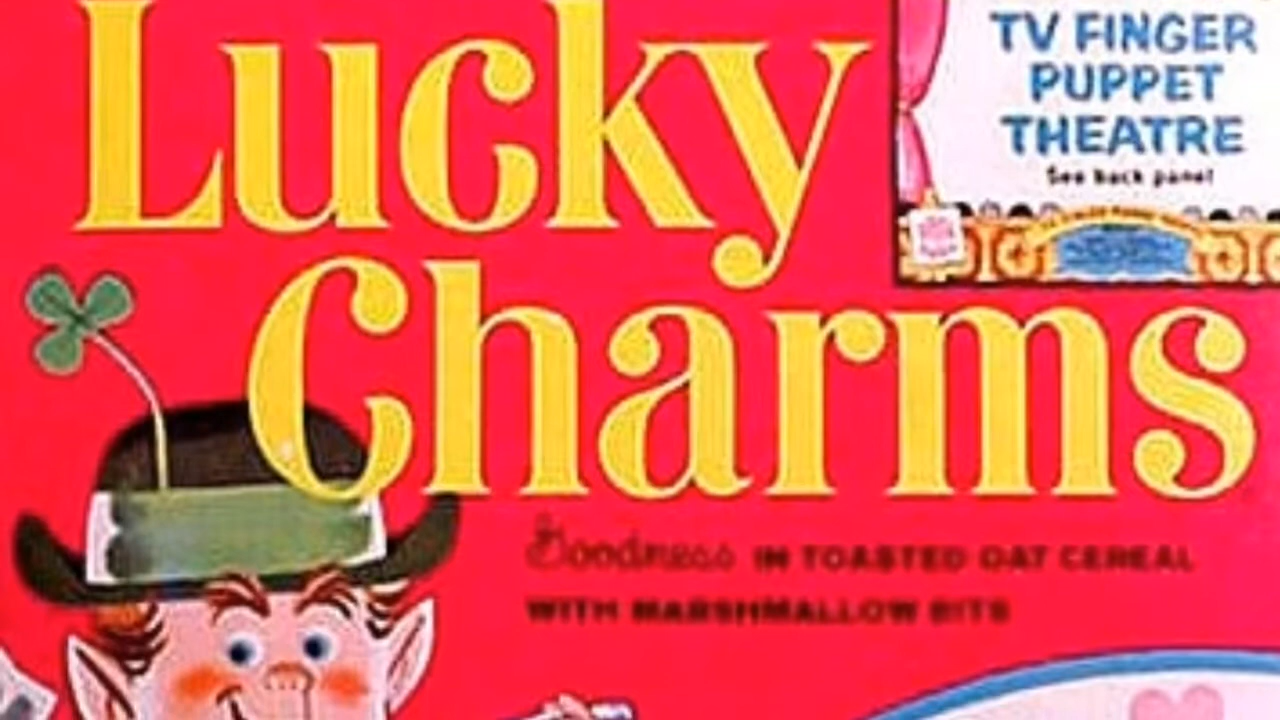 Lucky
Charms
TV FINGER
PUPPET
THEATRE
See back panel
Goodness IN TOASTED OAT CEREAL
WITH MARSHMALLOW BITS